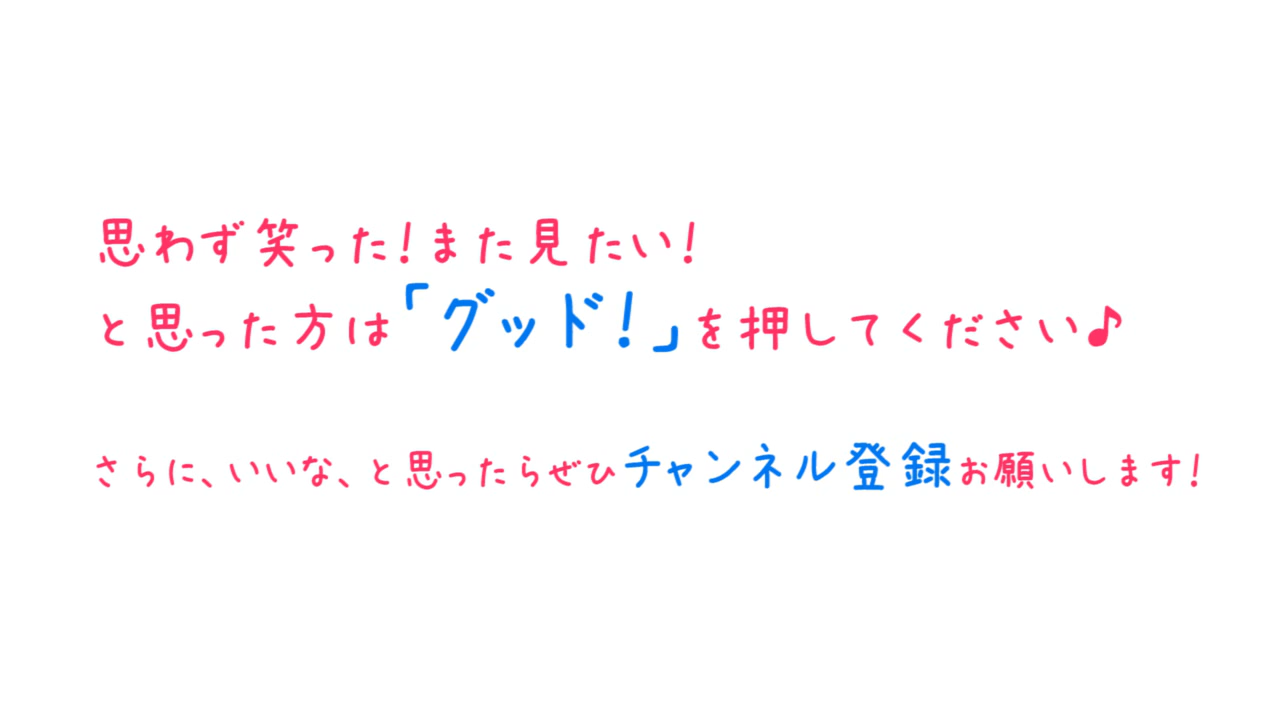 思わず笑った!また見たい!
と思った方は「グッド!」を押してください♪
さらに、いいな、と思ったらぜひチャンネル登録お願いします!